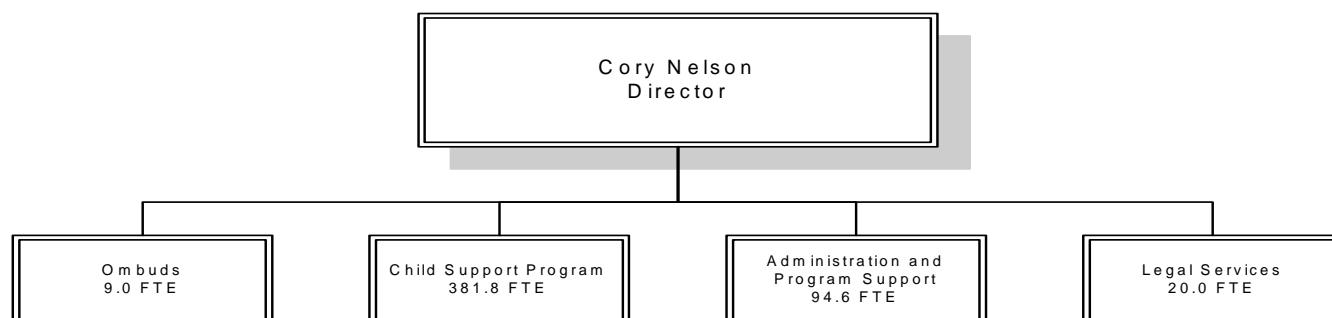 Cory Nelson
Director
Ombuds
9.0 FTE
Child Support Program
381.8 FTE
Administration and
Program Support
94.6 FTE
Legal Services
20.0 FTE